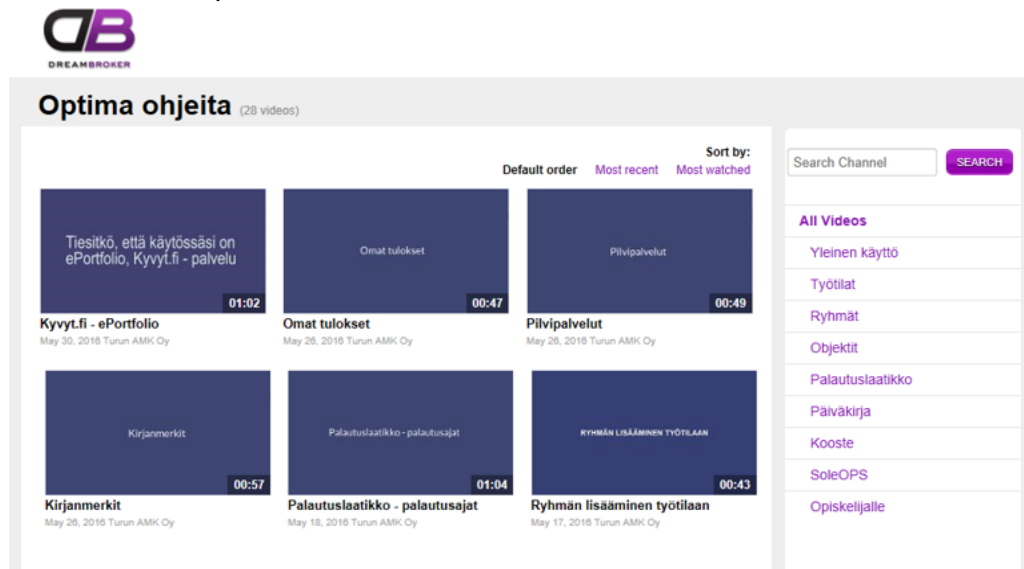 DB
DREAMBROKER
Optima ohjeita (28 videos)
Sort by:
Default order Most recent Most watched
Tiesitkö, että käytössäsi on
ePortfolio, Kyvyt.fi - palvelu
01:02
Kyvyt.fi - ePortfolio
May 30, 2016 Turun AMK Oy
Omat tulokset
00:47
Omat tulokset
May 26, 2016 Turun AMK Oy
Pilvipalvelut
00:49
Pilvipalvelut
May 26, 2016 Turun AMK Oy
Kirjanmerkit
00:57
Kirjanmerkit
May 26, 2016 Turun AMK Oy
Palautuslaatikko - palautusajat
01:04
Palautuslaatikko - palautusajat
May 18, 2016 Turun AMK Oy
RYHMÄN LISÄÄMINEN TYÖTILAAN
00:43
Ryhmän lisääminen työtilaan
May 17, 2016 Turun AMK Oy
Search Channel
SEARCH
All Videos
Yleinen käyttö
Työtilat
Ryhmät
Objektit
Palautuslaatikko
Päiväkirja
Kooste
SoleOPS
Opiskelijalle